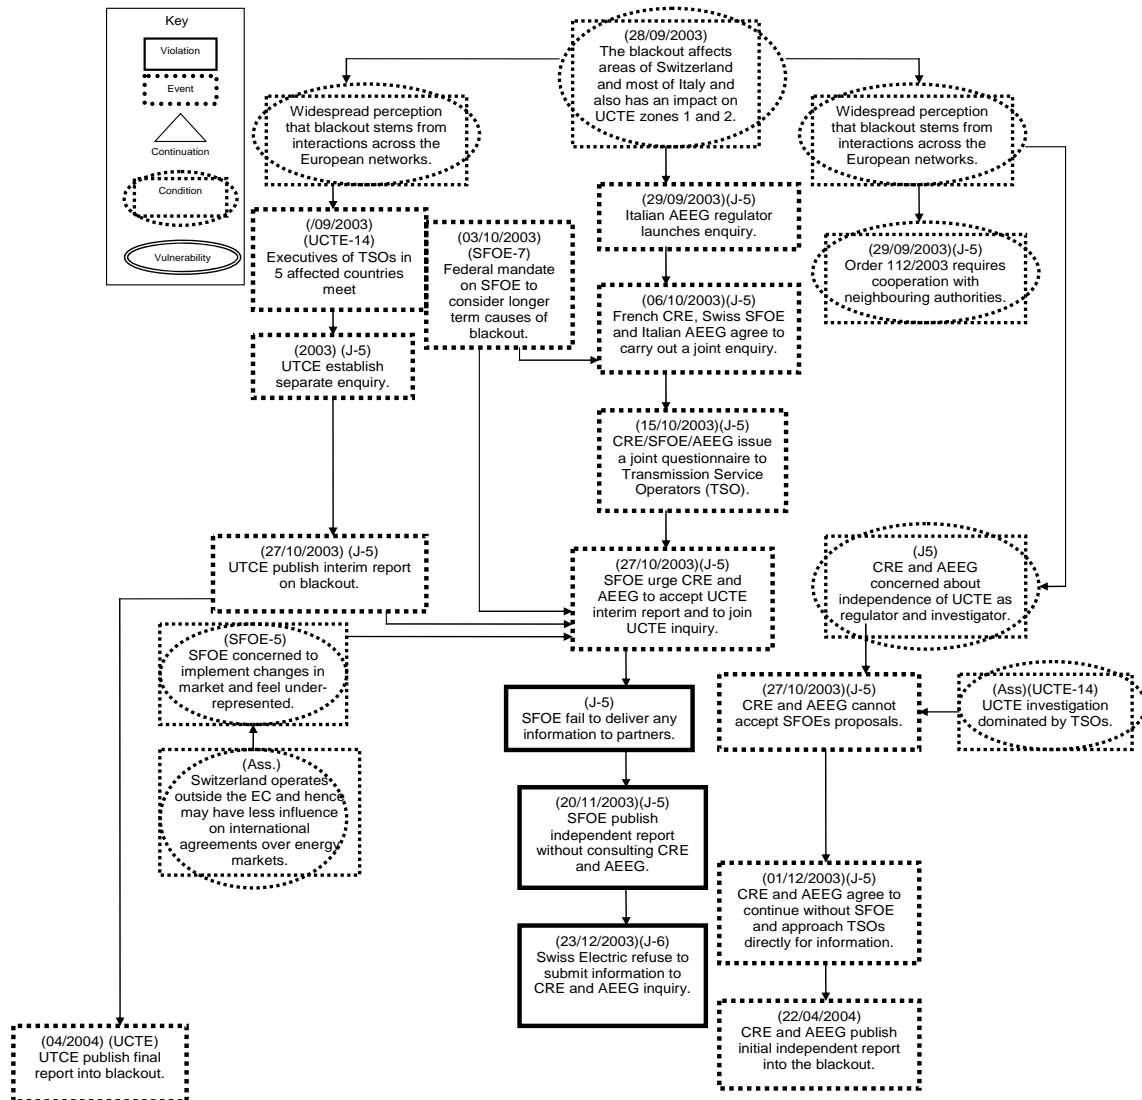 Key
Violation
Event
Continuation
Condition
Vulnerability
(28/09/2003)
The blackout affects
areas of Switzerland
and most of Italy and
also has an impact on
UCTE zones 1 and 2.
Widespread perception
that blackout stems from
interactions across the
European networks.
Widespread perception
that blackout stems from
interactions across the
European networks.
(/09/2003)
(UCTE-14)
Executives of TSOs in
5 affected countries
meet
(03/10/2003)
(SFOE-7)
Federal mandate
on SFOE to
consider longer
term causes of
blackout.
(29/09/2003)(J-5)
Italian AEEG regulator
launches enquiry.
(29/09/2003)(J-5)
Order 112/2003 requires
cooperation with
neighbouring authorities.
(06/10/2003)(J-5)
French CRE, Swiss SFOE
and Italian AEEG agree to
carry out a joint enquiry.
(2003) (J-5)
UTCE establish
separate enquiry.
(15/10/2003)(J-5)
CRE/SFOE/AEEG issue
a joint questionnaire to
Transmission Service
Operators (TSO).
(27/10/2003) (J-5)
UTCE publish interim report
on blackout.
(27/10/2003)(J-5)
SFOE urge CRE and
AEEG to accept UCTE
interim report and to join
UCTE inquiry.
(J5)
CRE and AEEG
concerned about
independence of UCTE as
regulator and investigator.
(SFOE-5)
SFOE concerned to
implement changes in
market and feel under-
represented.
(J-5)
SFOE fail to deliver any
information to partners.
(27/10/2003)(J-5)
CRE and AEEG cannot
accept SFOEs proposals.
(Ass)(UCTE-14)
UCTE investigation
dominated by TSOs.
(Ass.)
Switzerland operates
outside the EC and hence
may have less influence
on international
agreements over energy
markets.
(20/11/2003)(J-5)
SFOE publish
independent report
without consulting CRE
and AEEG.
(01/12/2003)(J-5)
CRE and AEEG agree to
continue without SFOE
and approach TSOs
directly for information.
(23/12/2003)(J-6)
Swiss Electric refuse to
submit information to
CRE and AEEG inquiry.
(22/04/2004)
CRE and AEEG publish
initial independent report
into the blackout.
(04/2004) (UCTE)
UTCE publish final
report into blackout.